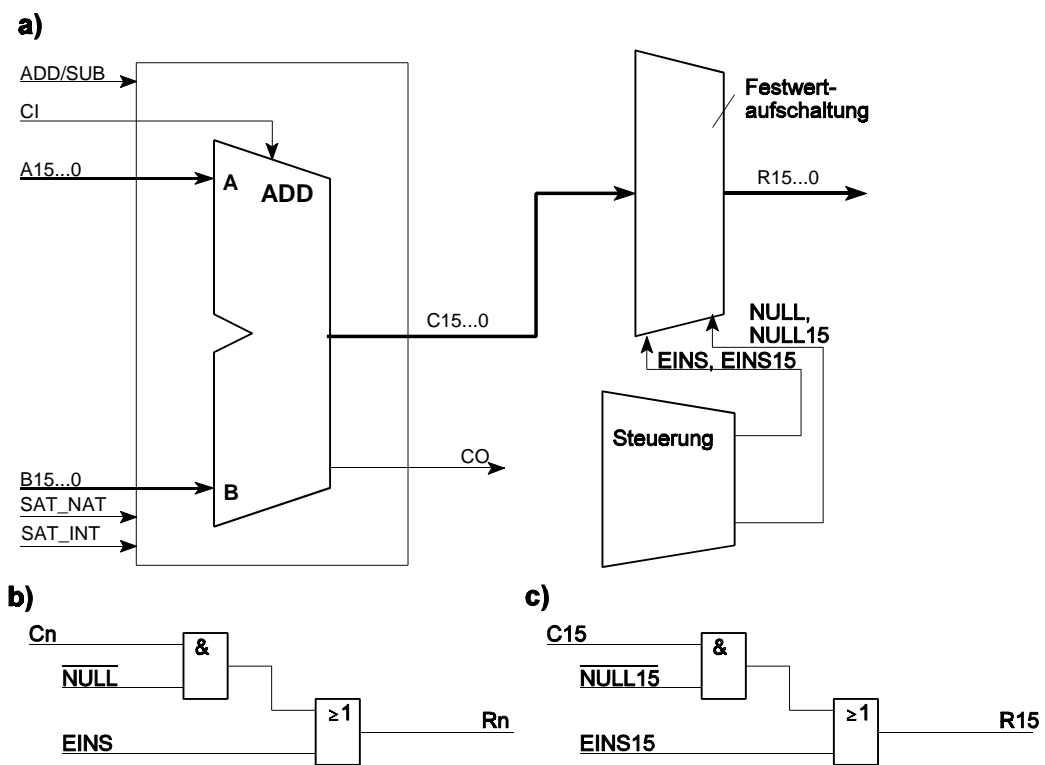 a)
ADD/SUB
CI
A15...0
A
ADD
Festwert-
aufschaltung
R15...0
C15...0
NULL,
NULL15
EINS, EINS15
Steuerung
CO
B15...0
B
SAT_NAT
SAT_INT
b)
Cn
&
NULL
≥1
Rn
EINS
c)
C15
&
NULL15
≥1
R15
EINS15